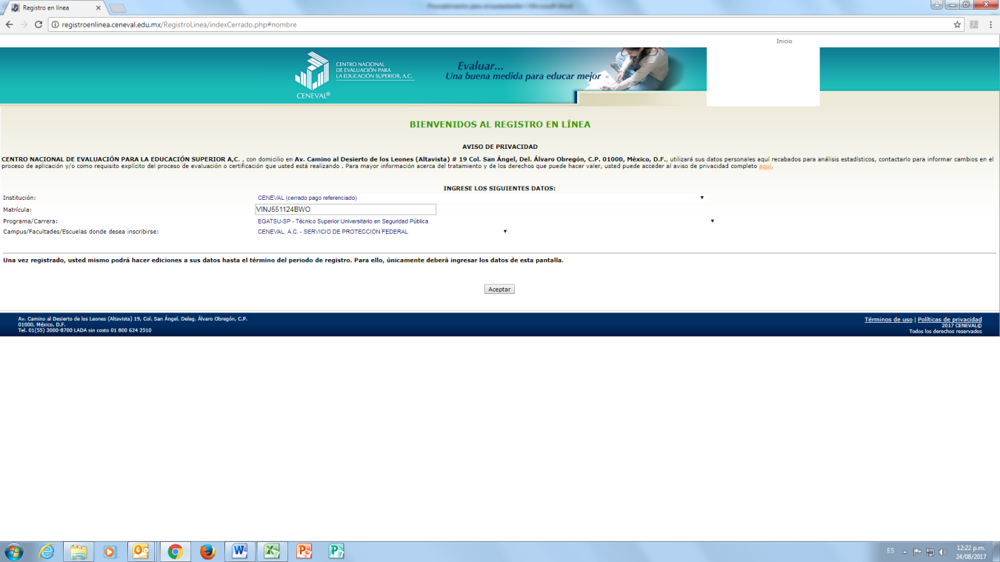 Registro en línea
Procedimiento para el sustentante - Microsoft Word
registroenlinea.ceneval.edu.mx/RegistroLinea/indexCerrado.php#nombre
Inicio
CENTRO NACIONAL
DE EVALUACIÓN PARA
LA EDUCACIÓN SUPERIOR, A.C.
CENEVAL®
Evaluar...
Una buena medida para educar mejor
BIENVENIDOS AL REGISTRO EN LÍNEA
AVISO DE PRIVACIDAD
CENTRO NACIONAL DE EVALUACIÓN PARA LA EDUCACIÓN SUPERIOR A,C. , con domicilio en Av. Camino al Desierto de los Leones (Altavista) # 19 Col. San Ángel, Del. Álvaro Obregón, C.P. 01000, México, D.F., utilizará sus datos personales aquí recabados para análisis estadísticos, contactarlo para informar cambios en el
proceso de aplicación y/o como requisito explícito del proceso de evaluación o certificación que usted está realizando . Para mayor información acerca del tratamiento y de los derechos que puede hacer valer, usted puede acceder al aviso de privacidad completo aquí.
INGRESE LOS SIGUIENTES DATOS:
Institución: CENEVAL (cerrado pago referenciado)
Matrícula: VINJ551124BWO
Programa/Carrera: EGATSU-SP - Técnico Superior Universitario en Seguridad Pública
Campus/Facultades/Escuelas donde desea inscribirse: CENEVAL, A.C. - SERVICIO DE PROTECCIÓN FEDERAL
Una vez registrado, usted mismo podrá hacer ediciones a sus datos hasta el término del periodo de registro. Para ello, únicamente deberá ingresar los datos de esta pantalla.
Aceptar
Av. Camino al Desierto de los Leones (Altavista) 19, Col. San Ángel, Deleg. Álvaro Obregón, C.P.
01000, México, D.F.
Tel. 01(55) 3000-8700 LADA sin costo 01 800 624 2510
Términos de uso | Políticas de privacidad
2017 CENEVAL©
Todos los derechos reservados
ES
12:22 p.m.
24/08/2017